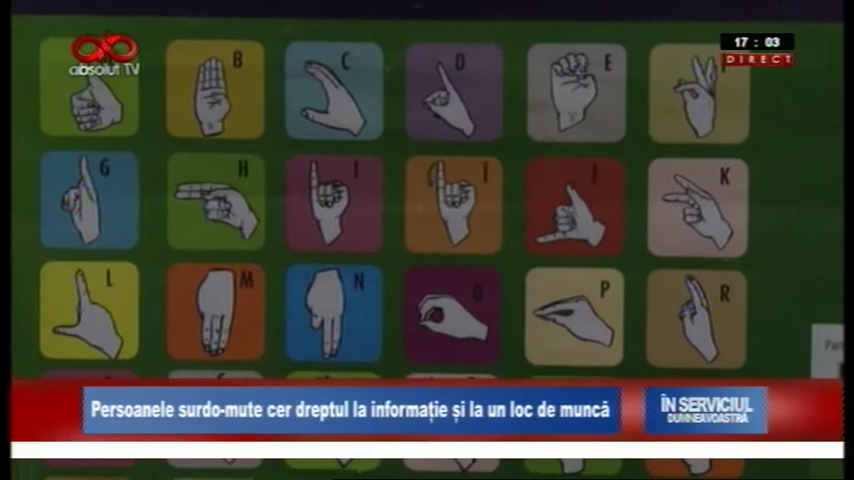 absolut TV
17 : 03
DIRECT
B C D E F
G H I Î J K
L M N O P R
Persoanele surdo-mute cer dreptul la informație și la un loc de muncă
ÎN SERVICIUL
DUMNEAVOASTRĂ